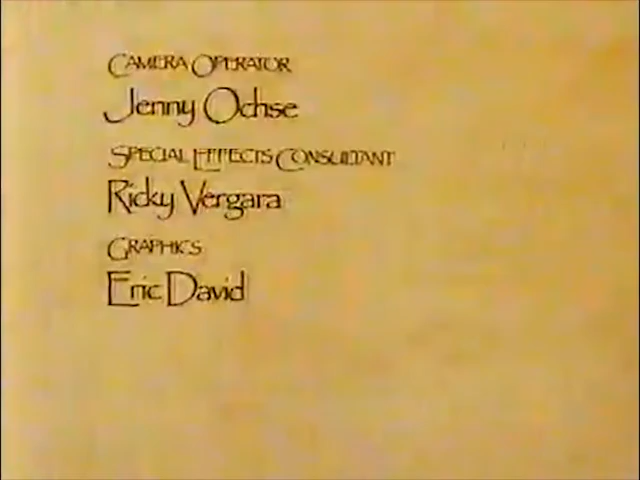 Camera Operator
Jenny Ochse
Special Effects Consultant
Ricky Vergara
Graphics
Eric David